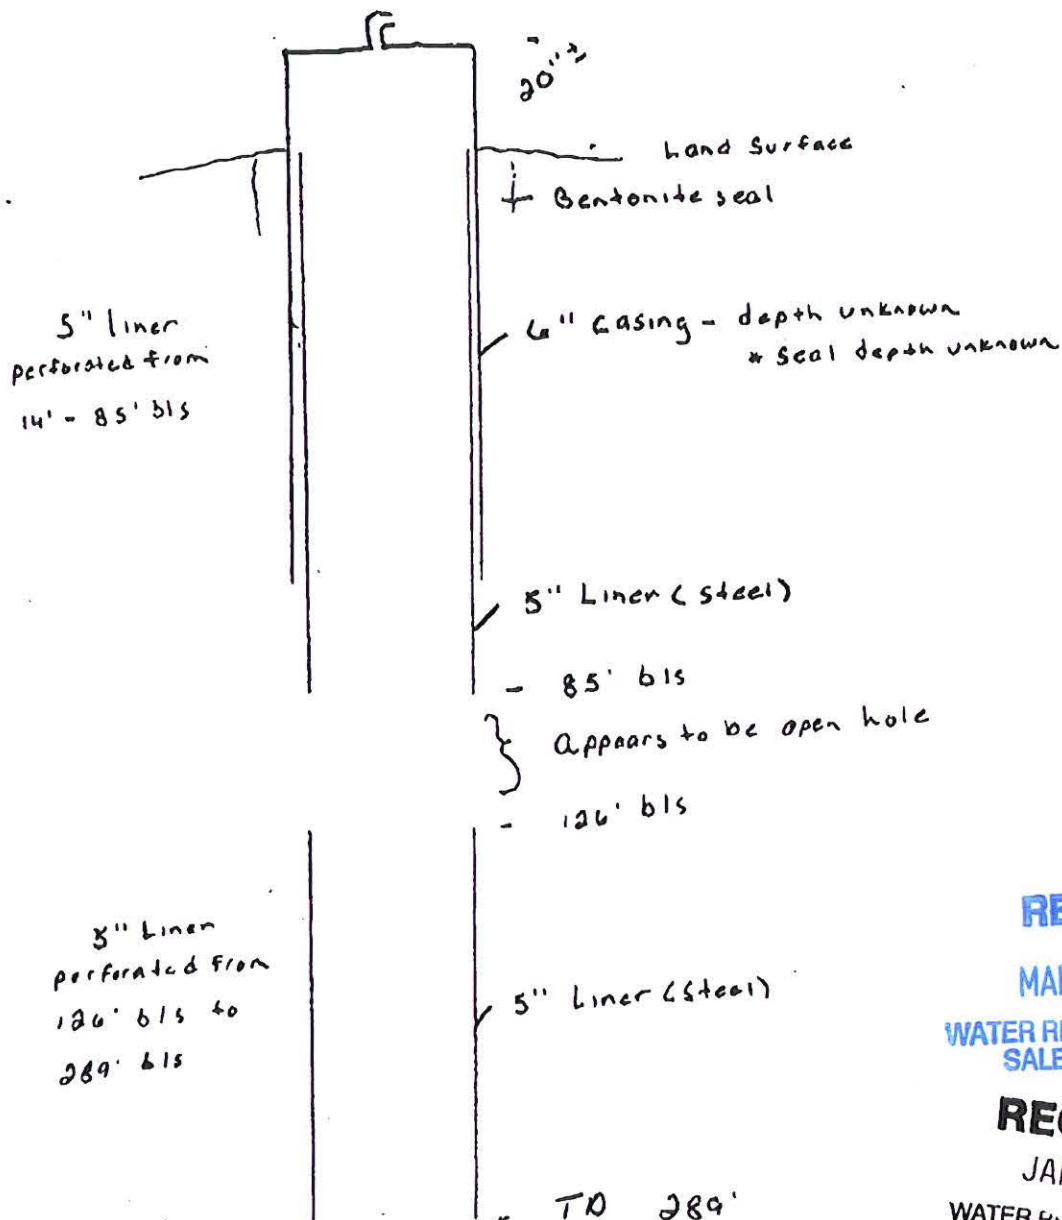 20" ±
Land Surface
Bentonite seal
5" liner
perforated from
14' - 85' bls
6" Casing - depth unknown
* Seal depth unknown
5" Liner (steel)
- 85' bls
Appears to be open hole
- 126' bls
5" Liner
perforated from
126' bls to
289' bls
5" Liner (Steel)
TD 289'
RE
MA
WATER R
SALE
REC
JA
WATER R